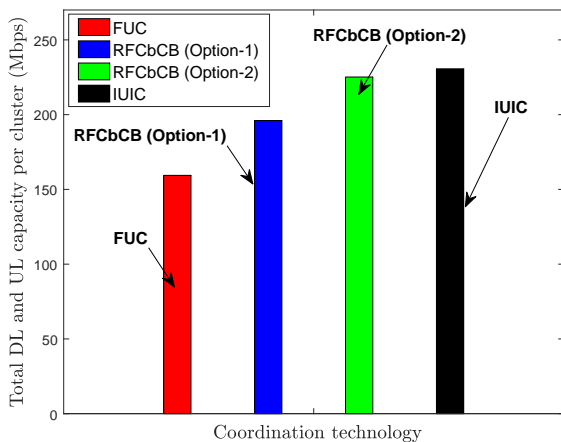 FUC
RFCbCB (Option-1)
RFCbCB (Option-2)
IUIC
Total DL and UL capacity per cluster (Mbps)
250
200
150
100
50
0
RFCbCB (Option-2)
RFCbCB (Option-1)
IUIC
FUC
Coordination technology